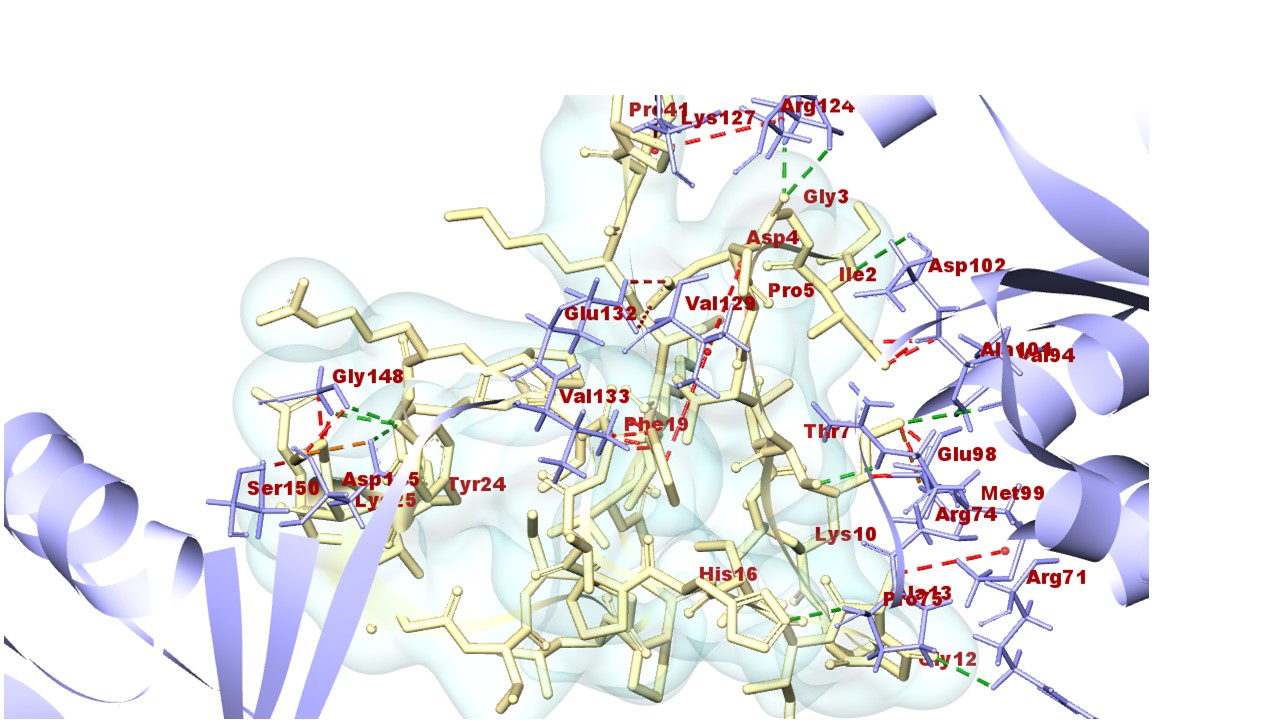 Pro41
Lys127
Arg124
Gly3
Asp4
Ile2
Asp102
Pro5
Val129
Glu132
Val94
Gly148
Val133
Phe19
Thr7
Glu98
Ser150
Tyr24
Met99
Arg74
Lys10
His16
Arg71
Pro75
Gly12